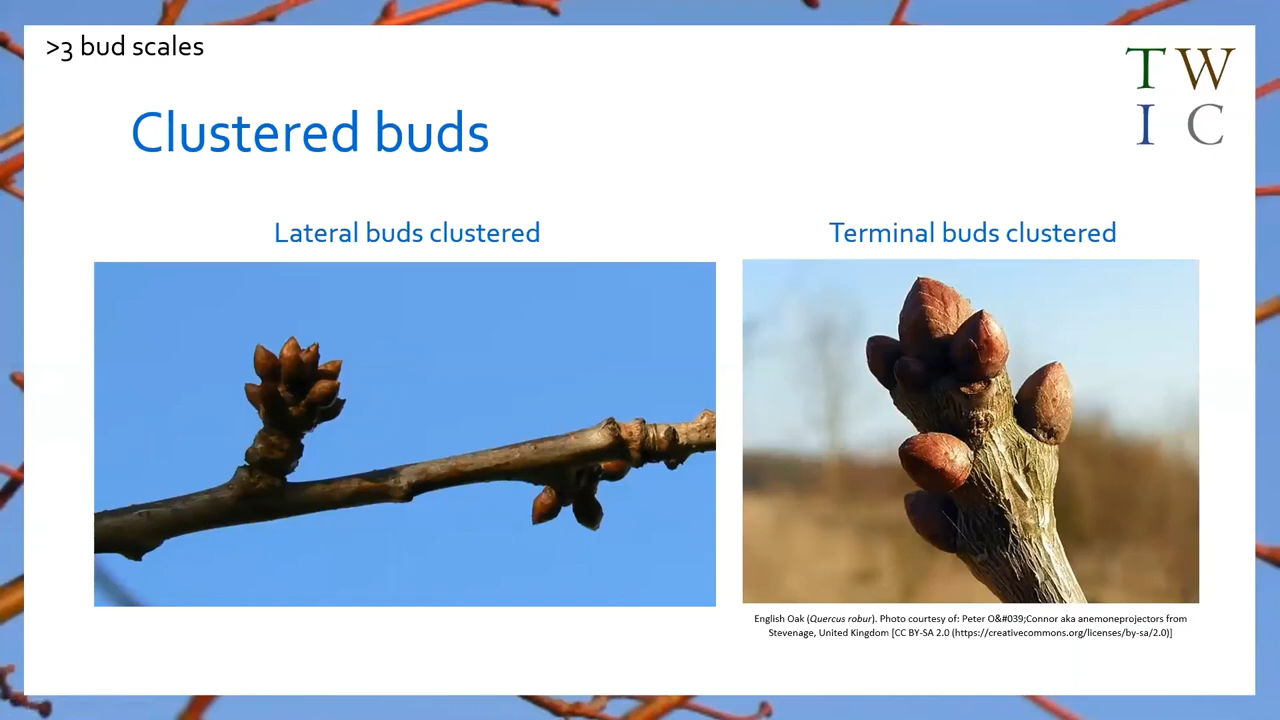 >3 bud scales
T W
I C
Clustered buds
Lateral buds clustered
Terminal buds clustered
English Oak (Quercus robur). Photo courtesy of: Peter O&#039;Connor aka anemoneprojectors from
Stevenage, United Kingdom [CC BY-SA 2.0 (https://creativecommons.org/licenses/by-sa/2.0)]